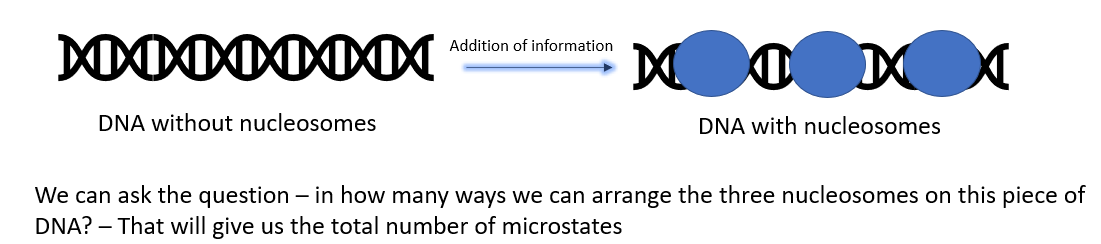 Addition of information
DNA without nucleosomes
DNA with nucleosomes
We can ask the question – in how many ways we can arrange the three nucleosomes on this piece of
DNA? – That will give us the total number of microstates